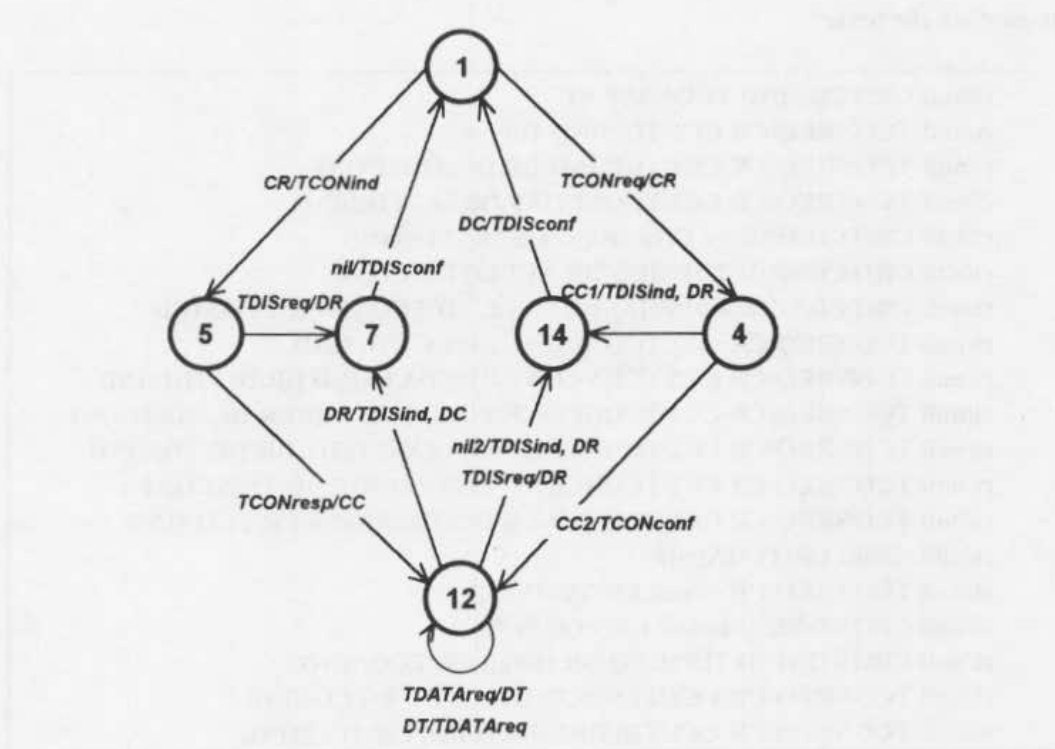 1
CR/TCONind
TCONreq/CR
DC/TDISconf
nil/TDISconf
TDISreq/DR
CC1/TDISind, DR
5
7
14
4
DR/TDISind, DC
nil2/TDISind, DR
TDISreq/DR
TCONresp/CC
CC2/TCONconf
12
TDATAreq/DT
DT/TDATAreq